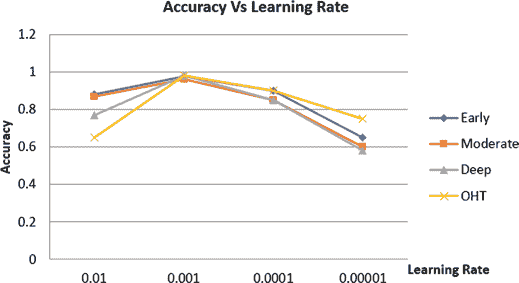 Accuracy Vs Learning Rate
Accuracy
1.2
1
0.8
0.6
0.4
0.2
0
0.01 0.001 0.0001 0.00001
Learning Rate
Early
Moderate
Deep
OHT